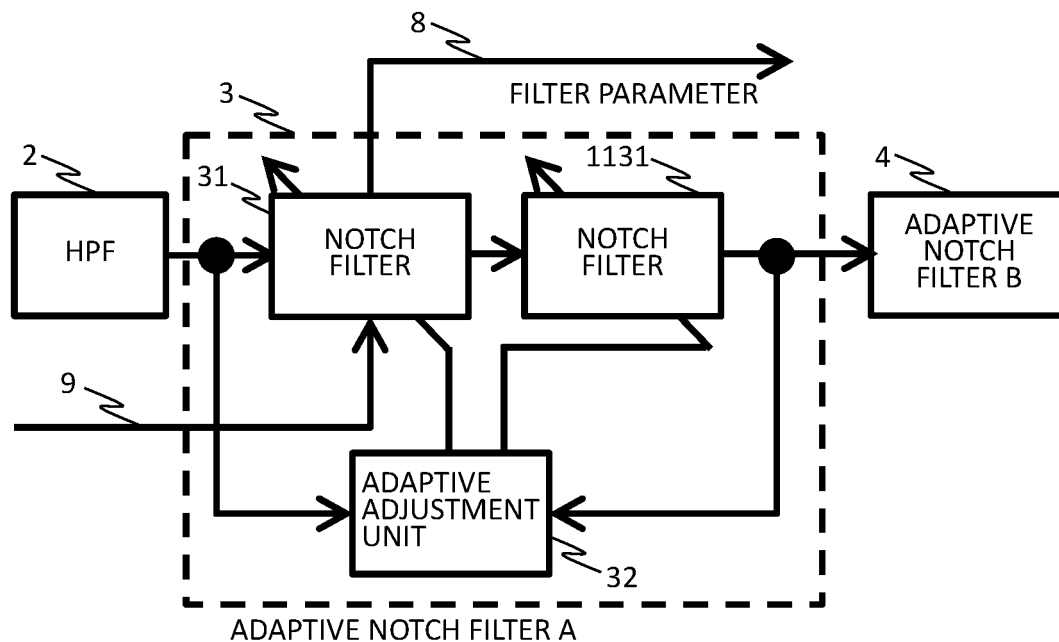 8
FILTER PARAMETER
3
2
31
1131
4
HPF
NOTCH
FILTER
NOTCH
FILTER
ADAPTIVE
NOTCH
FILTER B
9
ADAPTIVE
ADJUSTMENT
UNIT
32
ADAPTIVE NOTCH FILTER A